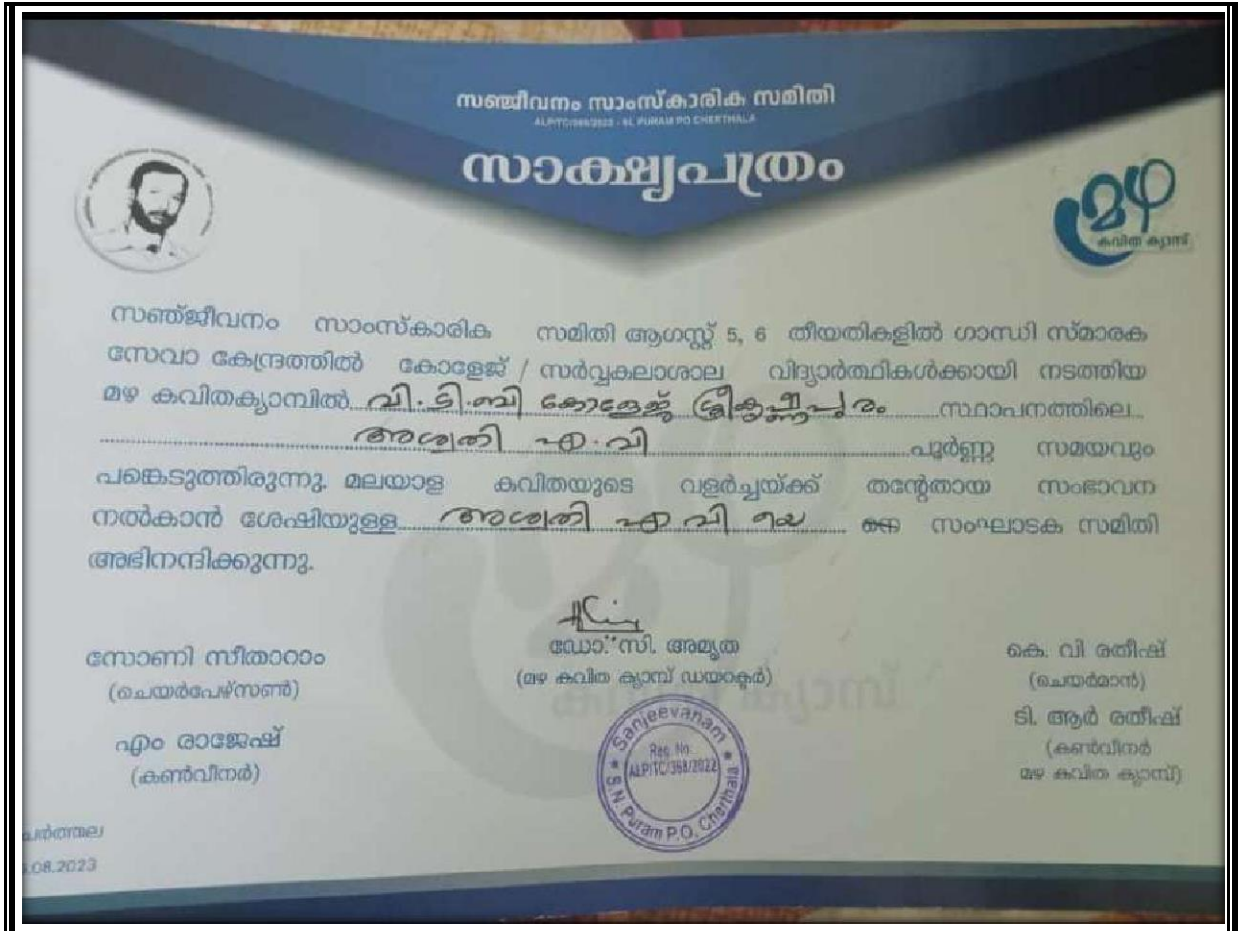 സഞ്ജീവനം സാംസ്കാരിക സമിതി
സാക്ഷ്യപത്രം
മഴ
കവിത ക്യാമ്പ്
സഞ്ജീവനം സാംസ്കാരിക സമിതി ആഗസ്റ്റ് 5, 6 തീയതികളിൽ ഗാന്ധി സ്മാരക
സേവാ കേന്ദ്രത്തിൽ കോളേജ് / സർവ്വകലാശാല വിദ്യാർത്ഥികൾക്കായി നടത്തിയ
മഴ കവിതക്യാമ്പിൽ വി.ടി.ബി കോളേജ് ശ്രീകൃഷ്ണപുരം സ്ഥാപനത്തിലെ
അശ്വതി എ.വി പൂർണ്ണ സമയവും
പങ്കെടുത്തിരുന്നു. മലയാള കവിതയുടെ വളർച്ചയ്ക്ക് തന്റേതായ സംഭാവന
നൽകാൻ ശേഷിയുള്ള അശ്വതി എ വി യെ സംഘാടക സമിതി
അഭിനന്ദിക്കുന്നു.
സോണി സീതാറാം
(ചെയർപേഴ്സൺ)
എം രാജേഷ്
(കൺവീനർ)
ഡോ. സി. അമൃത
(മഴ കവിത ക്യാമ്പ് ഡയറക്ടർ)
കെ. വി രതീഷ്
(ചെയർമാൻ)
ടി. ആർ രതീഷ്
(കൺവീനർ
മഴ കവിത ക്യാമ്പ്)
Sanjeevanam
Reg. No.
ALP/TC/368/2022
S.N. Puram P.O. Cherthala
.08.2023